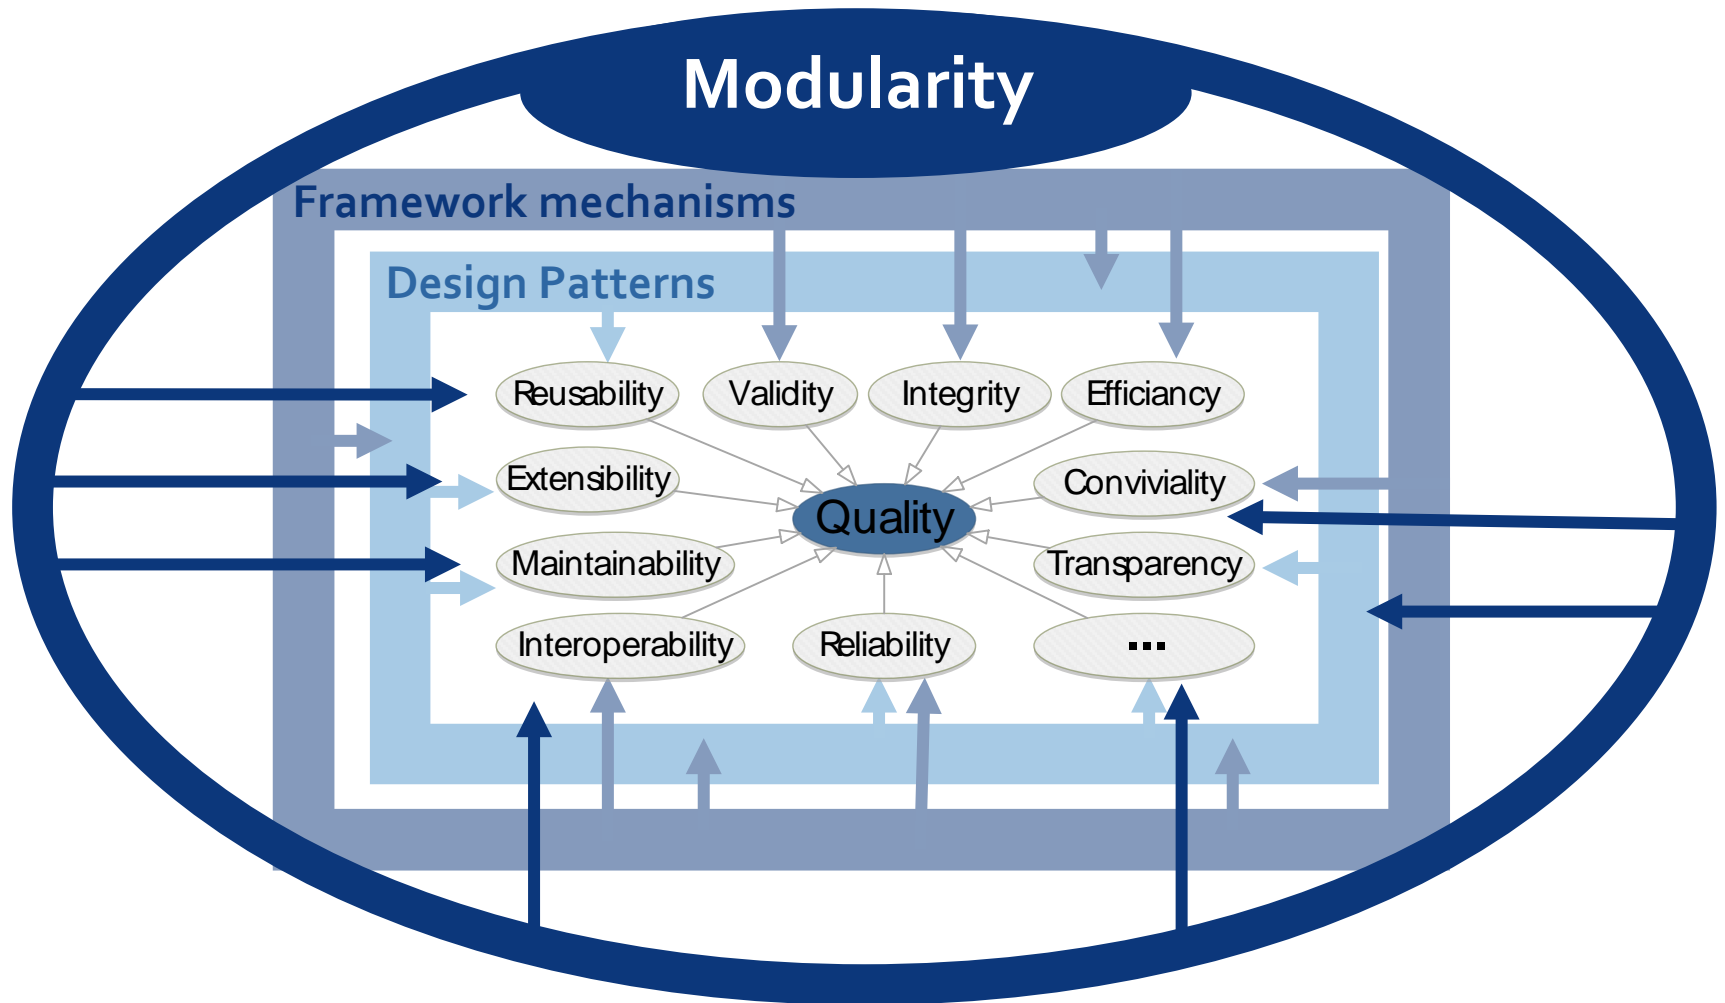 Modularity
Framework mechanisms
Design Patterns
Reusability
Validity
Integrity
Efficiancy
Extensibility
Conviviality
Quality
Maintainability
Transparency
Interoperability
Reliability
...